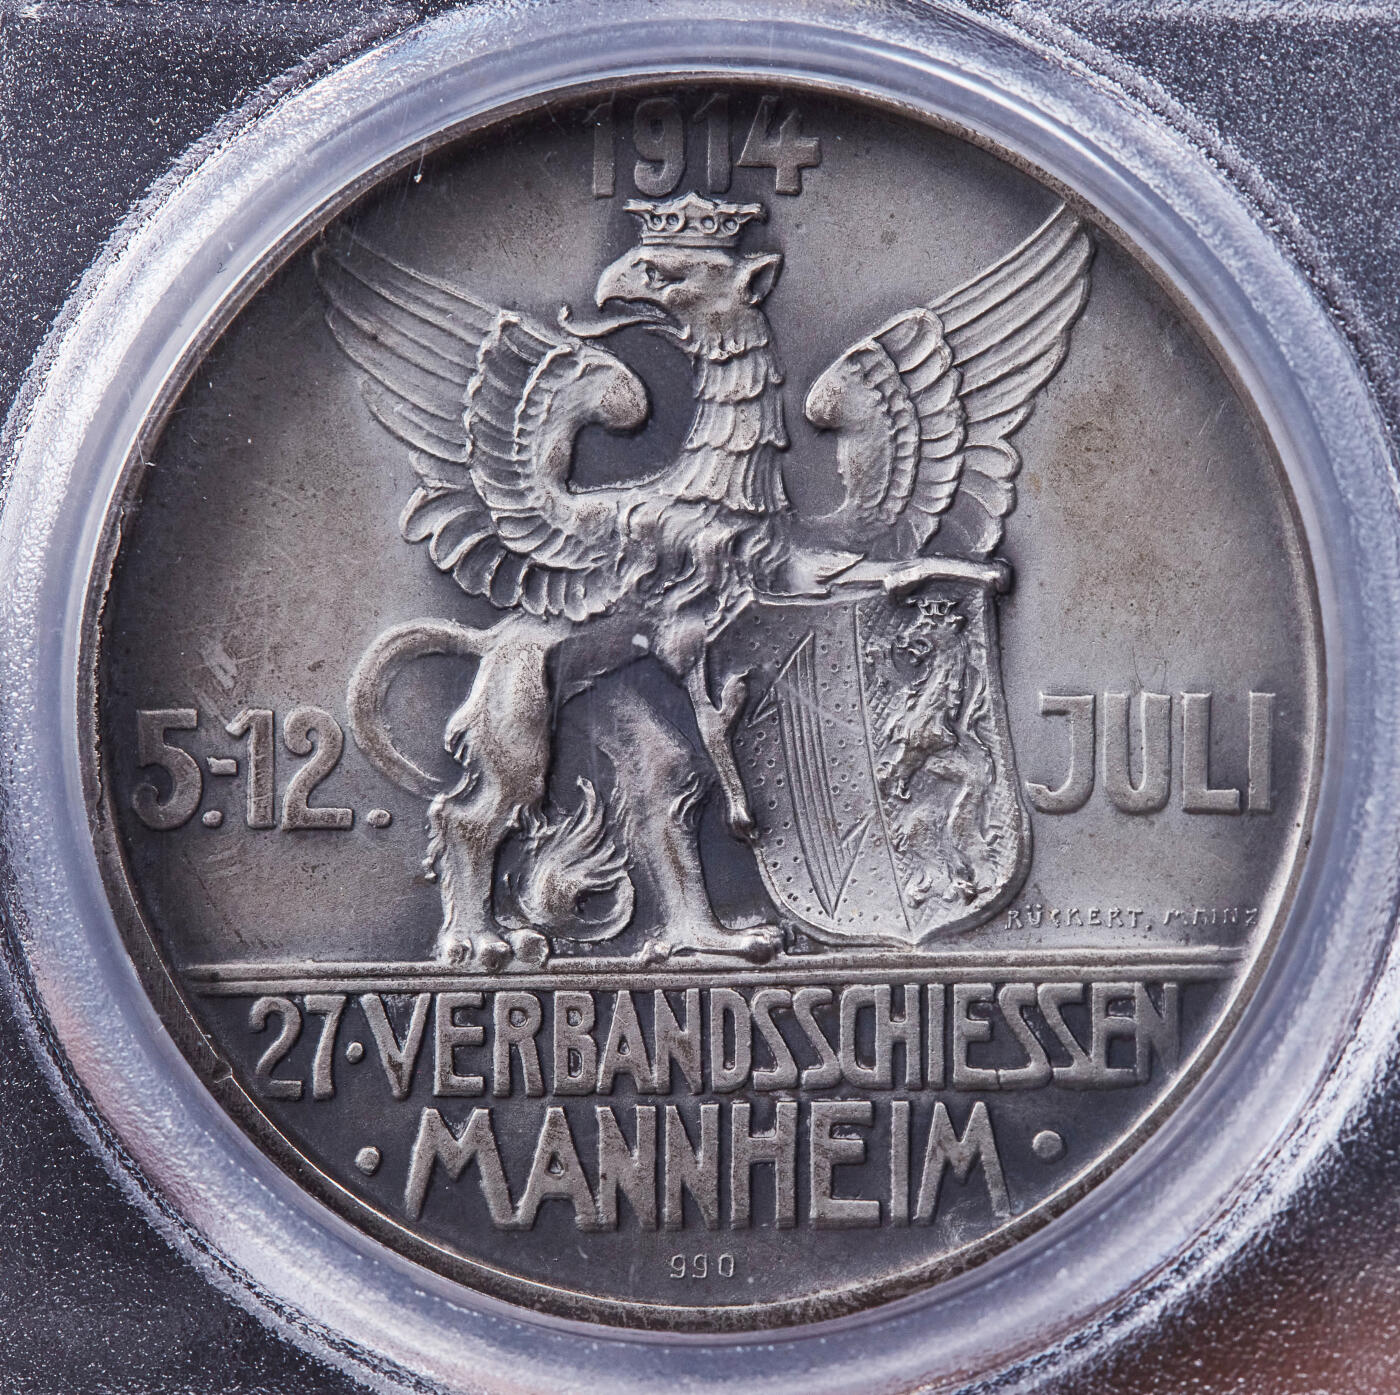 1914
5.-12. JULI
RÜCKERT, MAINZ
27·VERBANDSSCHIESSEN
·MANNHEIM·
990